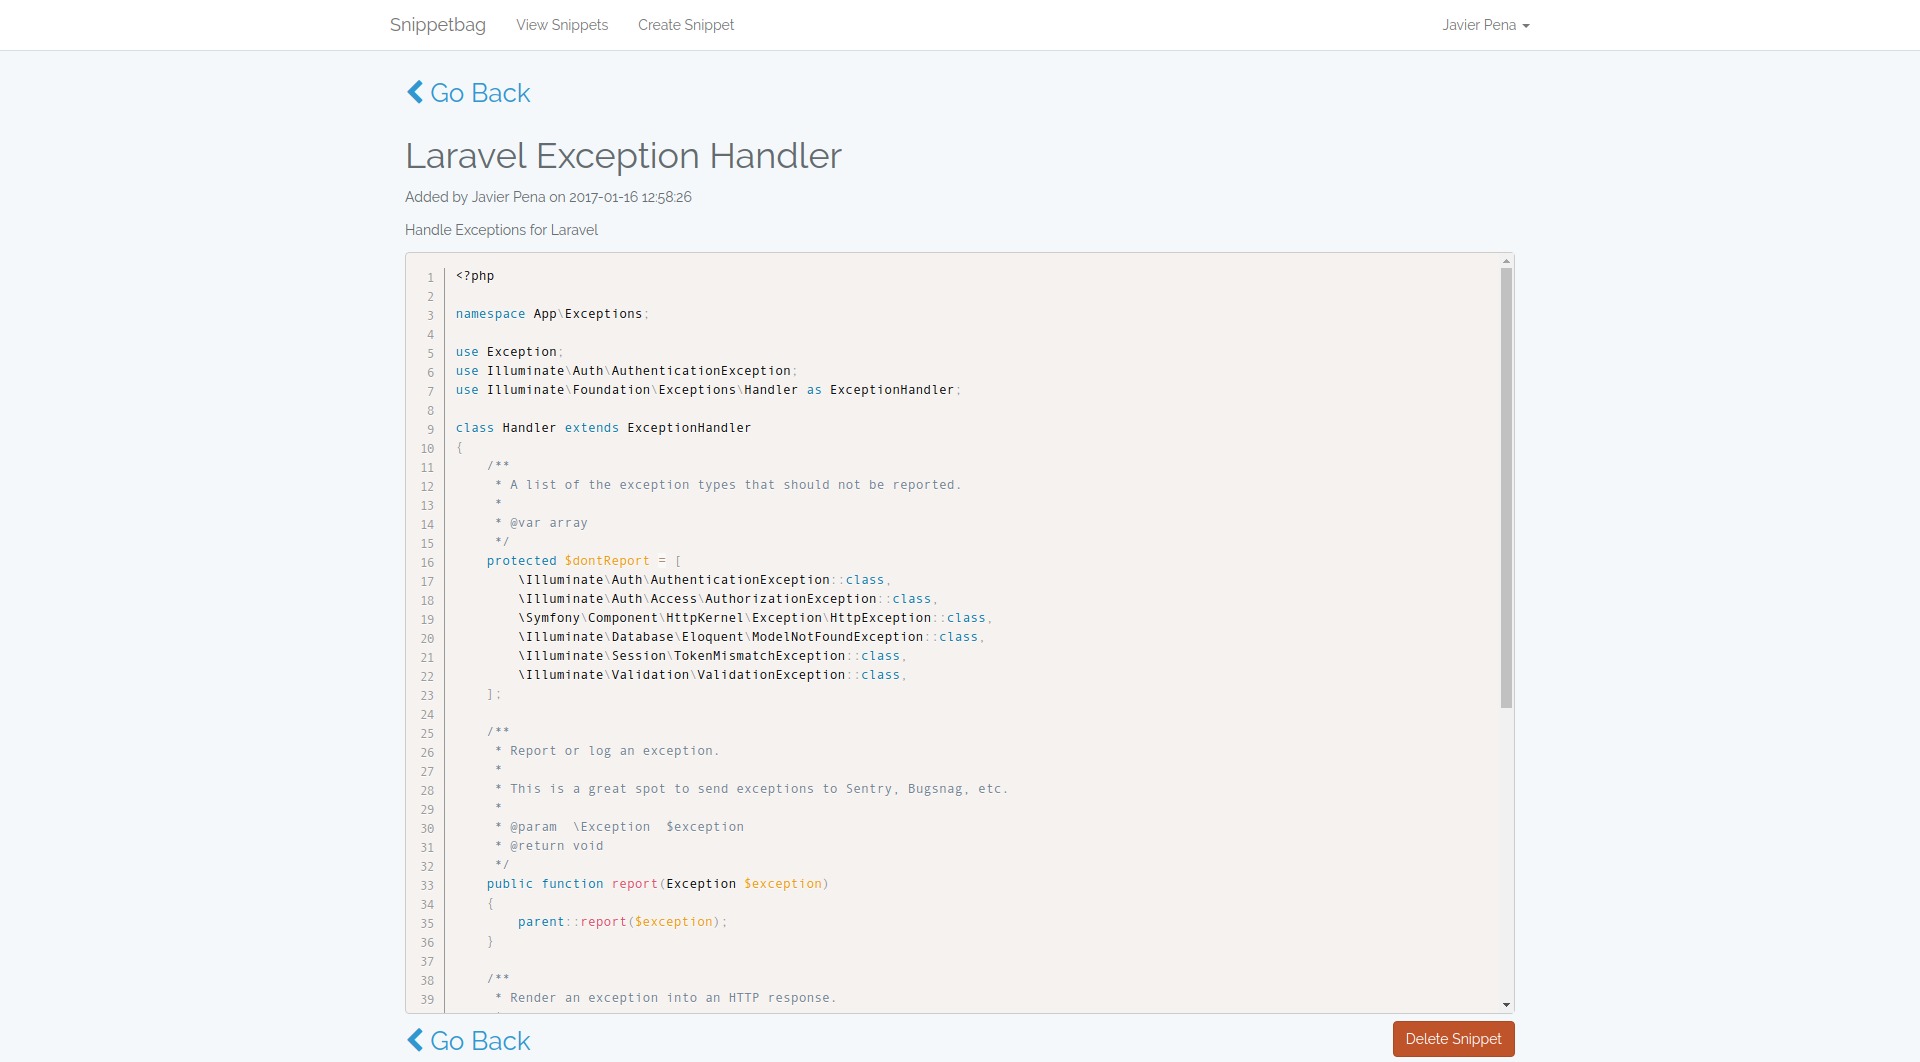 Snippetbag View Snippets Create Snippet Javier Pena
Go Back
Laravel Exception Handler
Added by Javier Pena on 2017-01-16 12:58:26
Handle Exceptions for Laravel
1 <?php
2
3 namespace App\Exceptions;
4
5 use Exception;
6 use Illuminate\Auth\AuthenticationException;
7 use Illuminate\Foundation\Exceptions\Handler as ExceptionHandler;
8
9 class Handler extends ExceptionHandler
10 {
11     /**
12      * A list of the exception types that should not be reported.
13      *
14      * @var array
15      */
16     protected $dontReport = [
17         \Illuminate\Auth\AuthenticationException::class,
18         \Illuminate\Auth\Access\AuthorizationException::class,
19         \Symfony\Component\HttpKernel\Exception\HttpException::class,
20         \Illuminate\Database\Eloquent\ModelNotFoundException::class,
21         \Illuminate\Session\TokenMismatchException::class,
22         \Illuminate\Validation\ValidationException::class,
23     ];
24
25     /**
26      * Report or log an exception.
27      *
28      * This is a great spot to send exceptions to Sentry, Bugsnag, etc.
29      *
30      * @param  \Exception  $exception
31      * @return void
32      */
33     public function report(Exception $exception)
34     {
35         parent::report($exception);
36     }
37
38     /**
39      * Render an exception into an HTTP response.
Go Back Delete Snippet